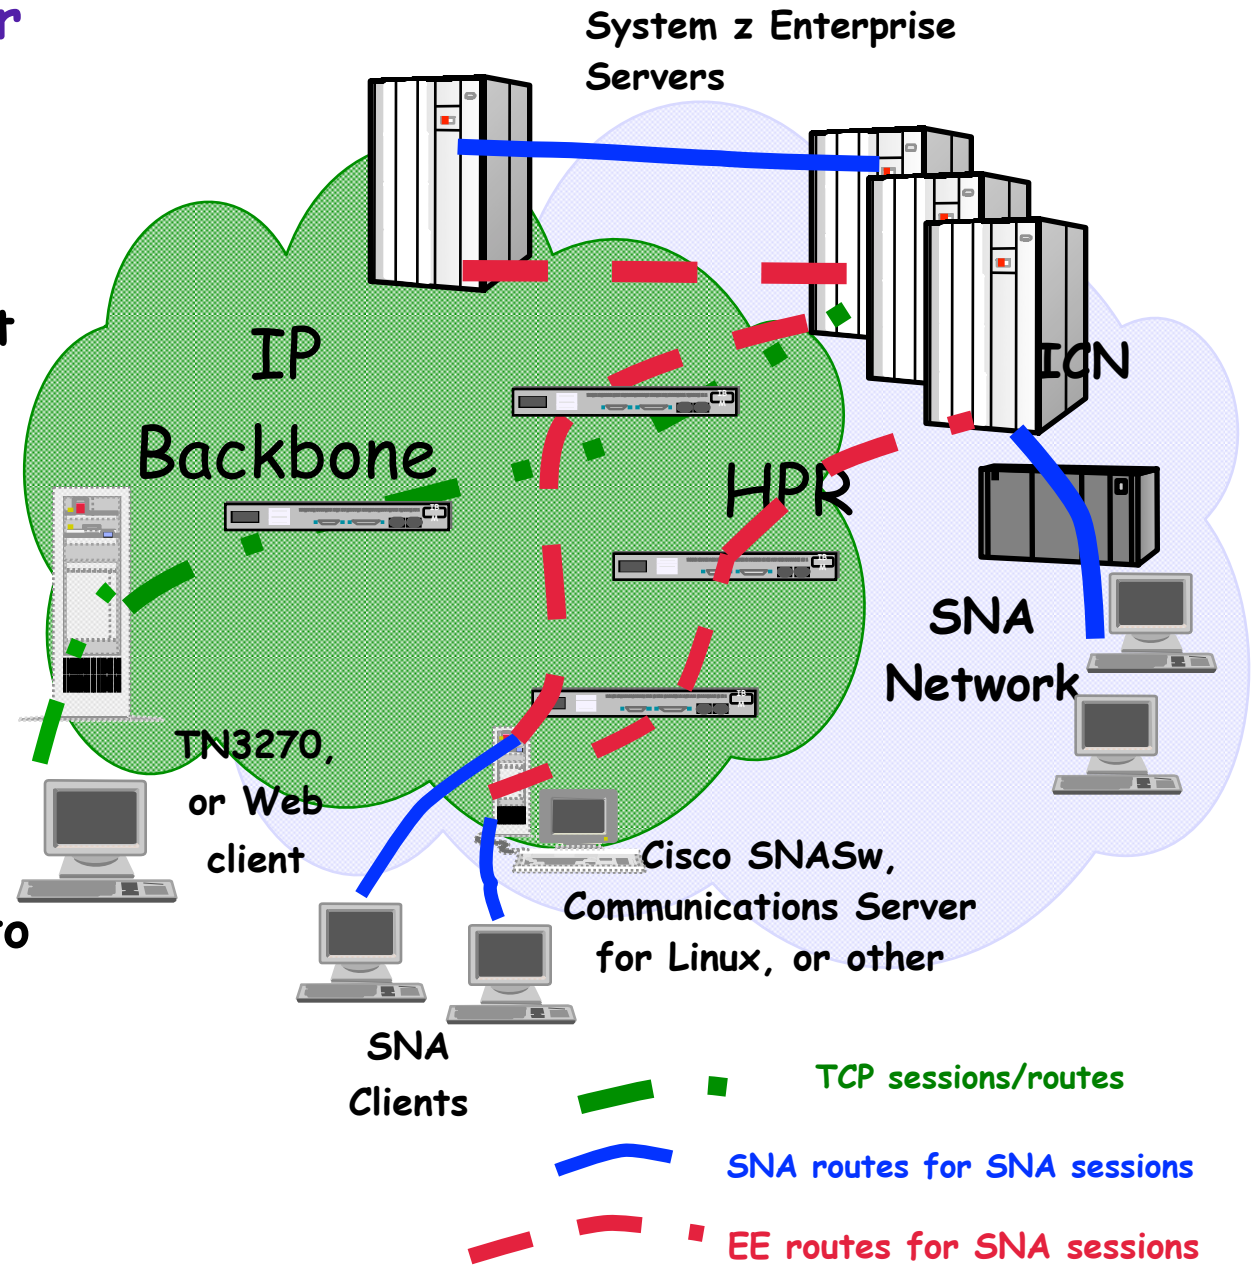 r
System z Enterprise
Servers
t
IP
Backbone
ICN
HPR
SNA
Network
TN3270,
or Web
client
Cisco SNASw,
Communications Server
for Linux, or other
SNA
Clients
TCP sessions/routes
SNA routes for SNA sessions
EE routes for SNA sessions